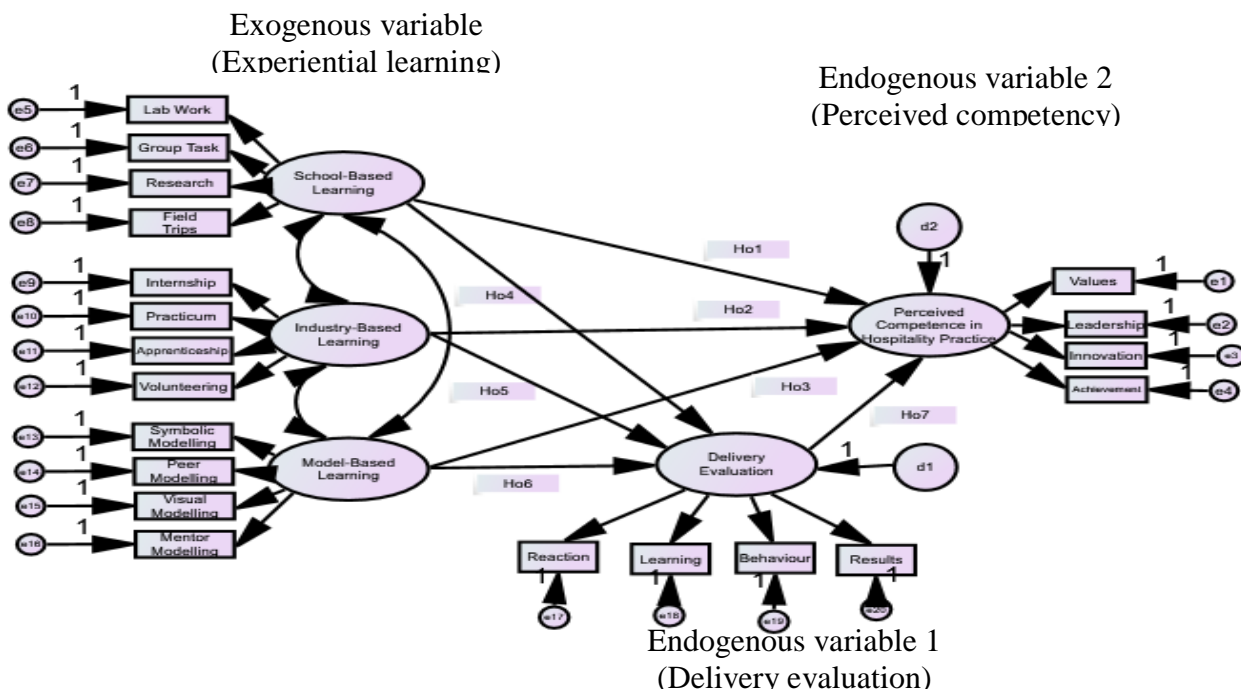 Exogenous variable
(Experiential learning)
Endogenous variable 2
(Perceived competency)
e5
1
Lab Work
e6
1
Group Task
e7
1
Research
e8
1
Field
Trips
School-Based
Learning
e9
1
Internship
e10
1
Practicum
e11
1
Apprenticeship
e12
1
Volunteering
Industry-Based
Learning
e13
1
Symbolic
Modelling
e14
1
Peer
Modelling
e15
1
Visual
Modelling
e16
1
Mentor
Modelling
Model-Based
Learning
Ho1
Ho4
Ho2
Ho5
Ho3
Ho6
Ho7
d2
1
Perceived
Competence in
Hospitality Practice
Values
1
e1
Leadership
1
e2
Innovation
1
e3
Achievement
1
e4
Delivery
Evaluation
1
d1
Reaction
1
e17
Learning
1
e18
Behaviour
1
e19
Results
1
e20
Endogenous variable 1
(Delivery evaluation)